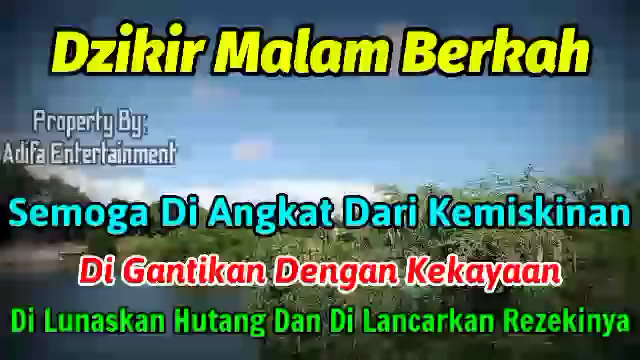 Dzikir Malam Berkah
Property By:
Adifa Entertainment
Semoga Di Angkat Dari Kemiskinan
Di Gantikan Dengan Kekayaan
Di Lunaskan Hutang Dan Di Lancarkan Rezekinya